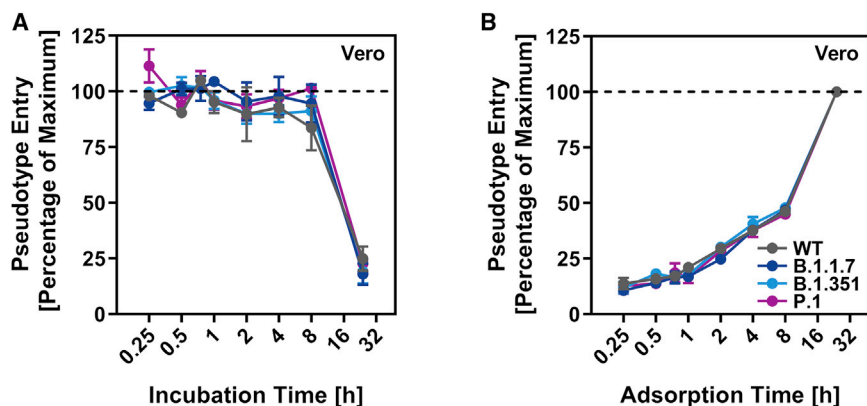 A
Vero
125
100
75
50
25
0
Pseudotype Entry
[Percentage of Maximum]
0.25
0.5
1
2
4
8
16
32
Incubation Time [h]
B
Vero
125
100
75
50
25
0
Pseudotype Entry
[Percentage of Maximum]
WT
B.1.1.7
B.1.351
P.1
0.25
0.5
1
2
4
8
16
32
Adsorption Time [h]